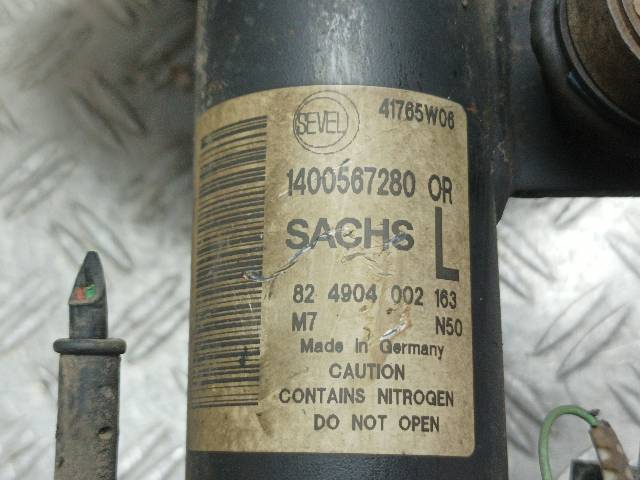 SEVEL 41765W06
1400567280 OR
SACHS L
82 4904 002 163
M7 N50
Made in Germany
CAUTION
CONTAINS NITROGEN
DO NOT OPEN